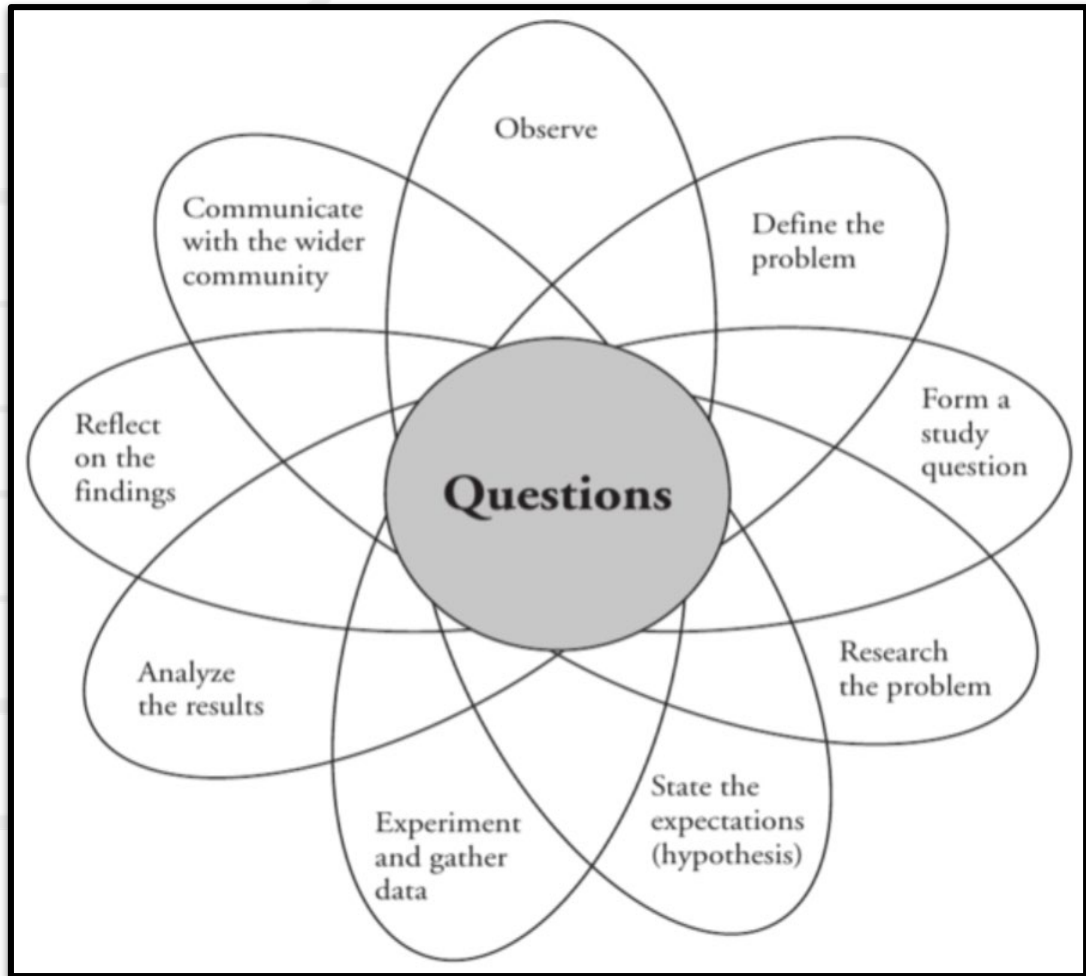 Observe
Define the
problem
Form a
study
question
Research
the problem
State the
expectations
(hypothesis)
Experiment
and gather
data
Analyze
the results
Reflect
on the
findings
Communicate
with the wider
community
Questions